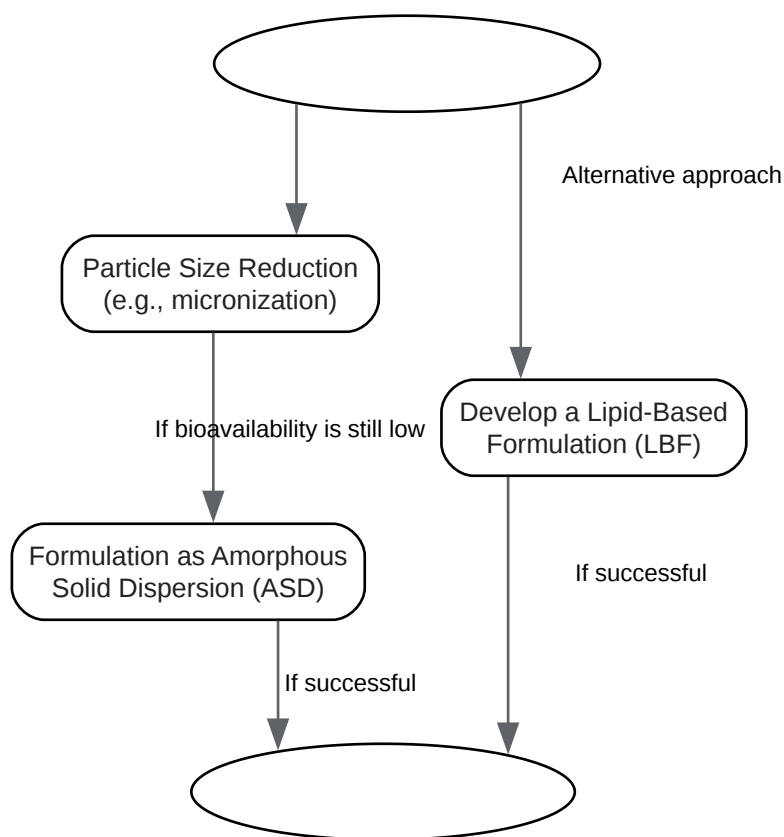 Alternative approach
Particle Size Reduction
(e.g., micronization)
If bioavailability is still low
Develop a Lipid-Based
Formulation (LBF)
Formulation as Amorphous
Solid Dispersion (ASD)
If successful
If successful